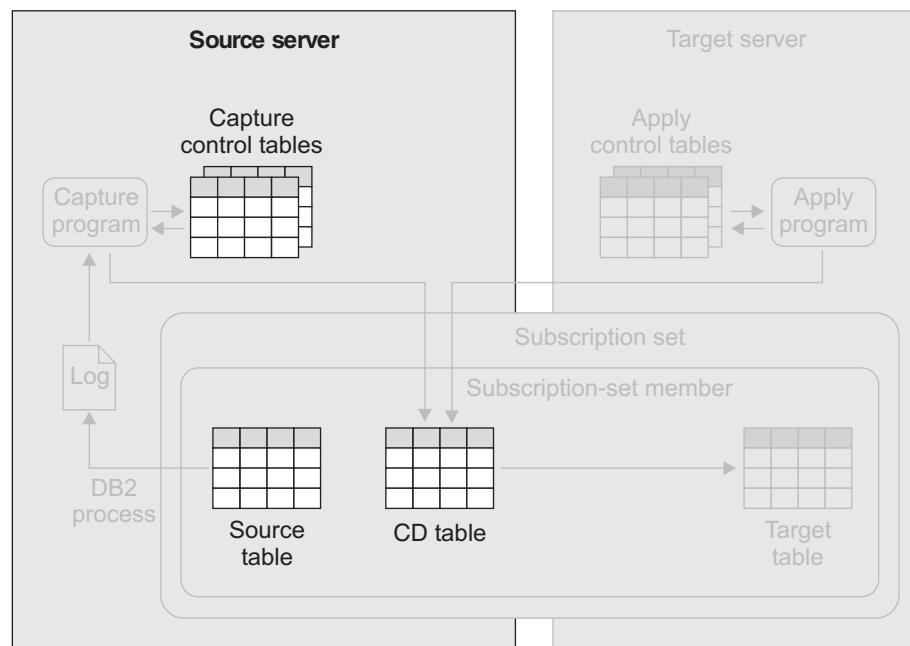 Source server
Target server
Capture
control tables
Apply
control tables
Capture
program
Apply
program
Subscription set
Log
Subscription-set member
DB2
process
Source
table
CD table
Target
table